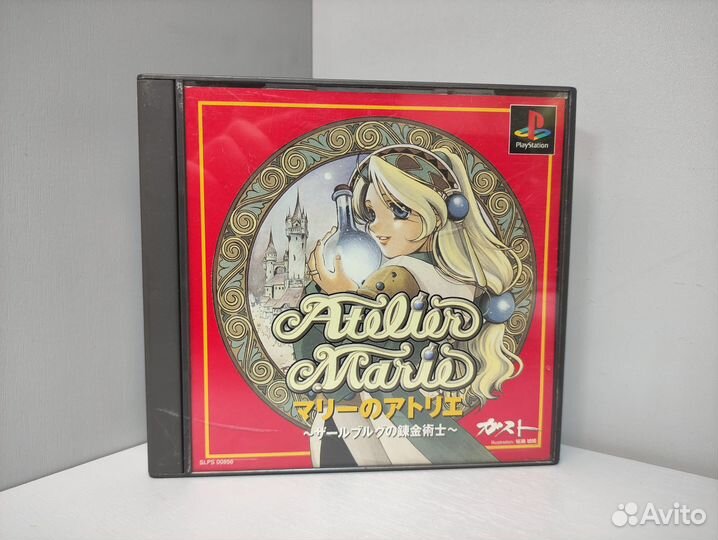 PlayStation
Atelier
Marie
マリーのアトリエ
～ザールブルグの錬金術士～
ガスト
Illustration:
SLPS 00856
Avito